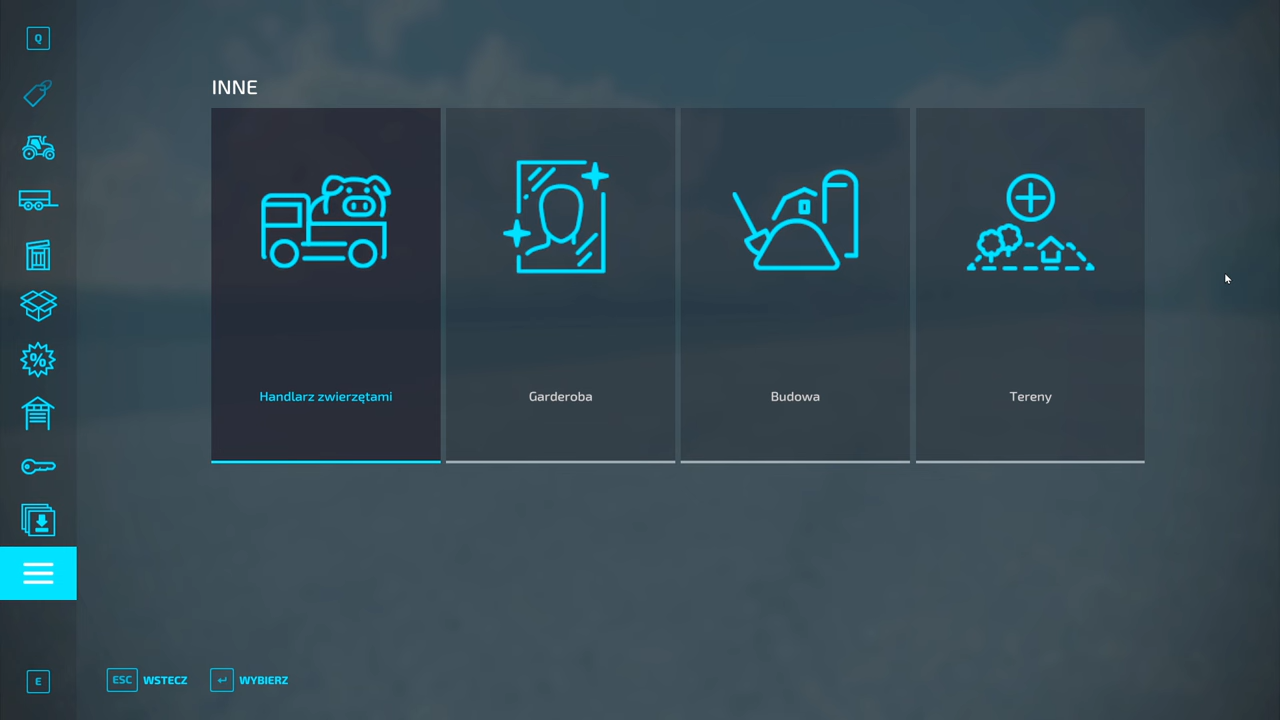 Q
INNE
Handlarz zwierzętami
Garderoba
Budowa
Tereny
%
E
ESC WSTECZ
↩ WYBIERZ